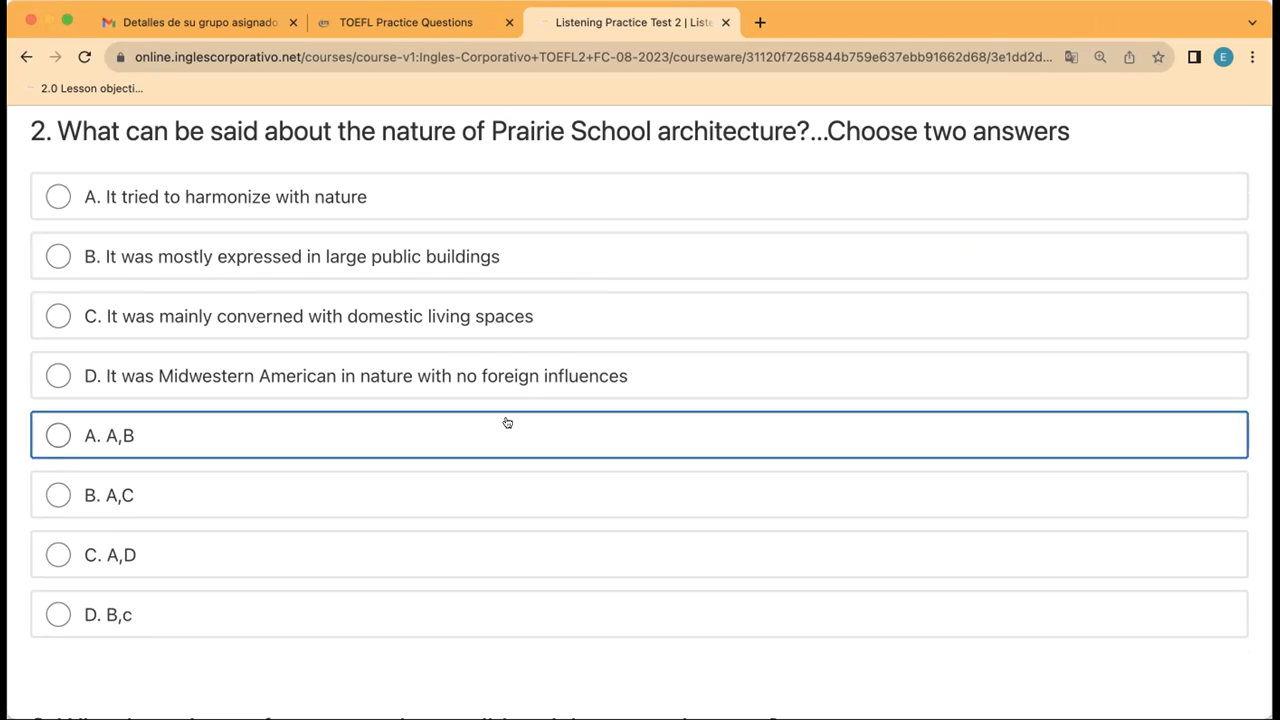 Detalles de su grupo asignado
TOEFL Practice Questions
Listening Practice Test 2 | Liste
online.inglescorporativo.net/courses/course-v1:Ingles-Corporativo+TOEFL2+FC-08-2023/courseware/31120f7265844b759e637ebb91662d68/3e1dd2d...
E
2.0 Lesson objecti...
2. What can be said about the nature of Prairie School architecture?...Choose two answers
A. It tried to harmonize with nature
B. It was mostly expressed in large public buildings
C. It was mainly converned with domestic living spaces
D. It was Midwestern American in nature with no foreign influences
A. A,B
B. A,C
C. A,D
D. B,c